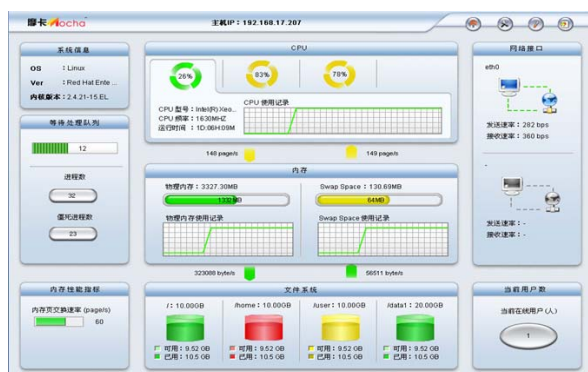 摩卡 Mocha
主机IP：192.168.17.207
系统信息
OS ：Linux
Ver ：Red Hat Ente ...
内核版本：2.4.21-15.EL
等待处理队列
12
进程数
32
僵死进程数
23
内存性能指标
内存页交换速率 (page/s)
60
CPU
26%
83%
78%
CPU 型号：Intel(R) Xeo...
CPU 频率：1630MHZ
运行时间 ：1D:06H:09M
CPU 使用记录
148 page/s
149 page/s
内存
物理内存：3327.30MB
1332MB
Swap Space：130.69MB
64MB
物理内存使用记录
Swap Space 使用记录
323088 byte/s
56611 byte/s
文件系统
/：10.00GB
/home：10.00GB
/user：10.00GB
/data1：20.00GB
可用：9.52 GB
已用：10.5 GB
可用：9.52 GB
已用：10.5 GB
可用：9.52 GB
已用：10.5 GB
可用：9.52 GB
已用：10.5 GB
网络接口
eth0
发送速率：282 bps
接收速率：360 bps
-
发送速率：-
接收速率：-
当前用户数
当前在线用户 (人)
1